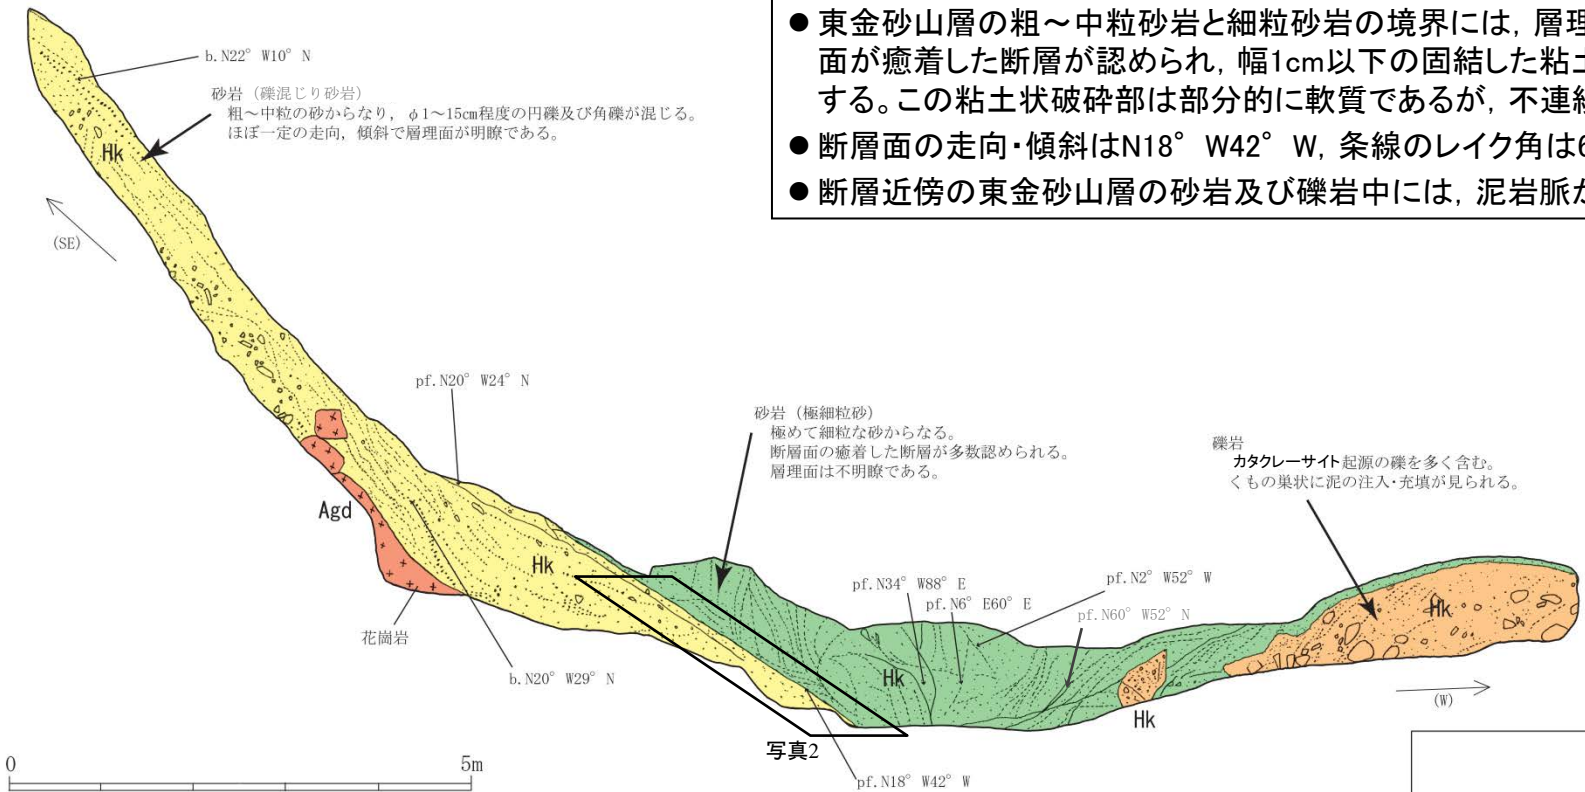 ● 東金砂山層の粗～中粒砂岩と細粒砂岩の境界には，層理
面が癒着した断層が認められ，幅1cm以下の固結した粘土
する。この粘土状破砕部は部分的に軟質であるが，不連続
● 断層面の走向・傾斜はN18°W42°W，条線のレイク角は6
● 断層近傍の東金砂山層の砂岩及び礫岩中には，泥岩脈が
b.N22°W10°N
砂岩（礫混じり砂岩）
粗～中粒の砂からなり，φ1～15cm程度の円礫及び角礫が混じる。
ほぼ一定の走向，傾斜で層理面が明瞭である。
Hk
(SE)
pf.N20°W24°N
砂岩（極細粒砂）
極めて細粒な砂からなる。
断層面の癒着した断層が多数認められる。
層理面は不明瞭である。
礫岩
カタクレーサイト起源の礫を多く含む。
くもの巣状に泥の注入・充填が見られる。
Agd
Hk
pf.N34°W88°E
pf.N6°E60°E
pf.N2°W52°W
pf.N60°W52°N
Hk
花崗岩
b.N20°W29°N
Hk
Hk
(W)
写真2
pf.N18°W42°W
0 5m